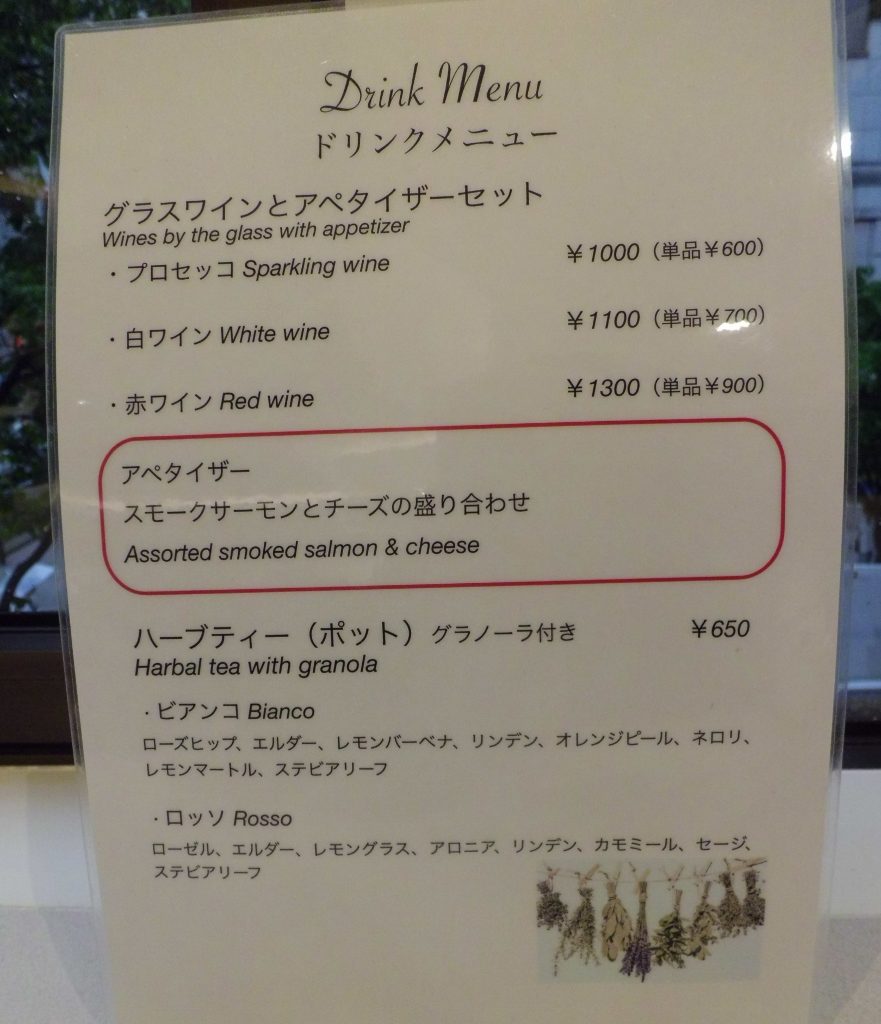 Drink Menu
ドリンクメニュー
グラスワインとアペタイザーセット
Wines by the glass with appetizer
・プロセッコ Sparkling wine ￥1000（単品￥600）
・白ワイン White wine ￥1100（単品￥700）
・赤ワイン Red wine ￥1300（単品￥900）
アペタイザー
スモークサーモンとチーズの盛り合わせ
Assorted smoked salmon & cheese
ハーブティー（ポット）グラノーラ付き ￥650
Harbal tea with granola
・ビアンコ Bianco
ローズヒップ、エルダー、レモンバーベナ、リンデン、オレンジピール、ネロリ、
レモンマートル、ステビアリーフ
・ロッソ Rosso
ローゼル、エルダー、レモングラス、アロニア、リンデン、カモミール、セージ、
ステビアリーフ